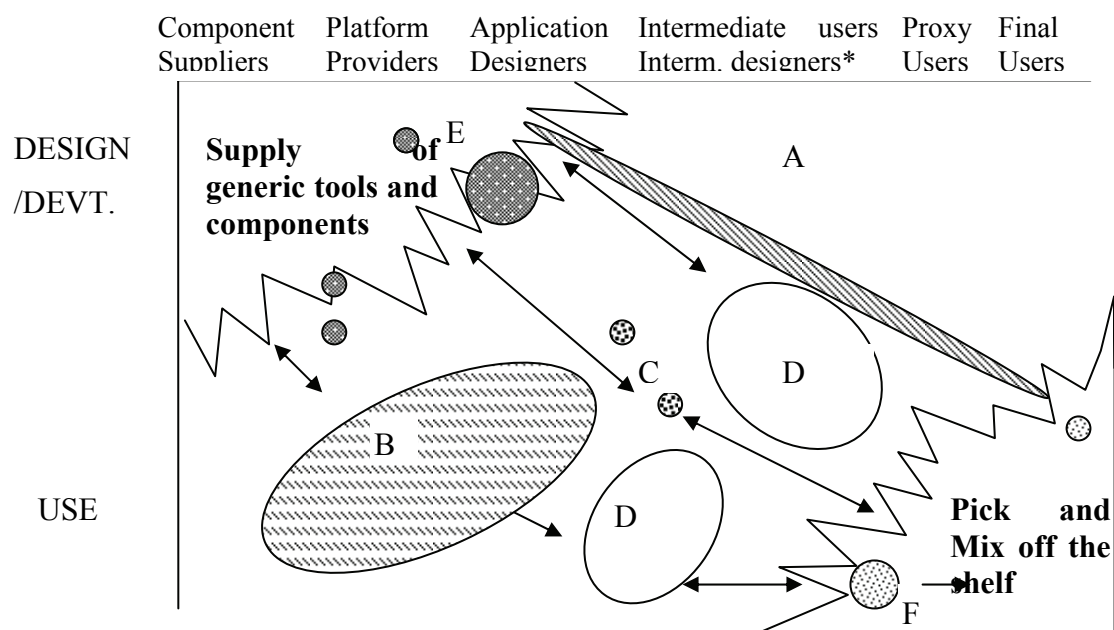 Component Platform Application Intermediate users Proxy Final
Suppliers Providers Designers Interm. designers* Users Users
DESIGN
/DEVT.
E
Supply of
generic tools and
components
A
C
D
B
USE
D
Pick and
Mix off the
shelf
F